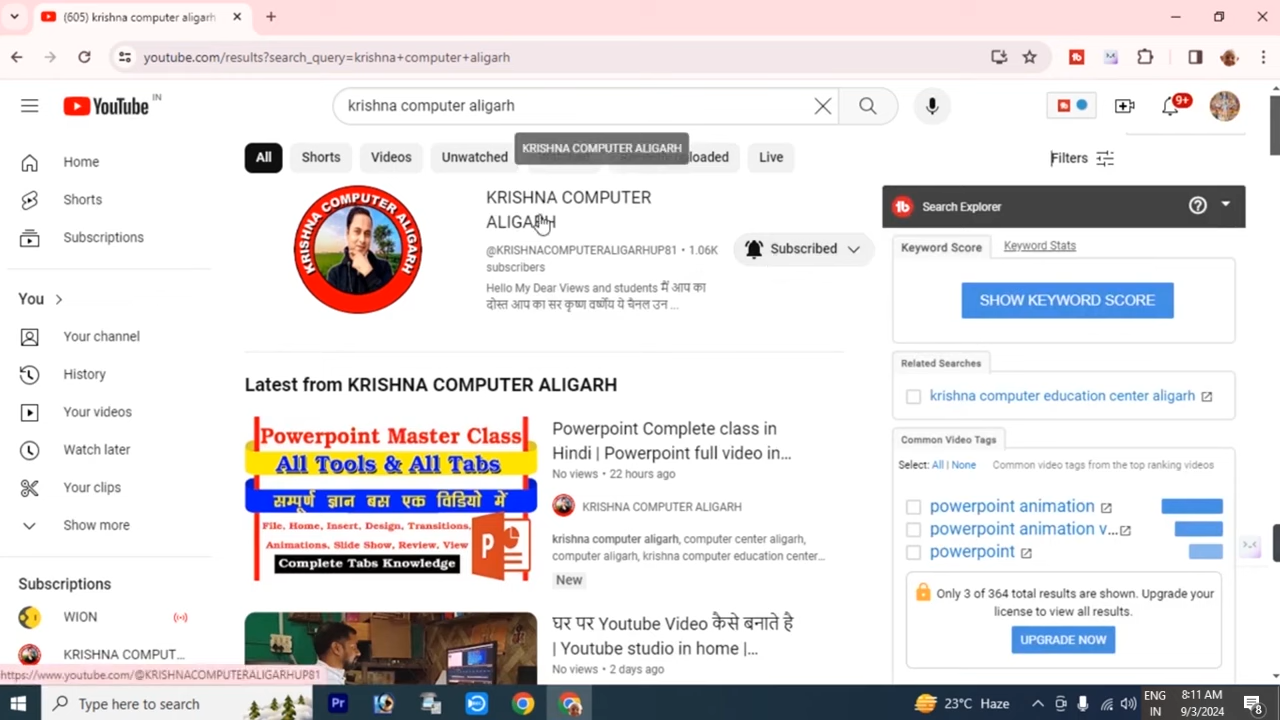 (605) krishna computer aligarh
youtube.com/results?search_query=krishna+computer+aligarh
YouTube IN
krishna computer aligarh
9+
KRISHNA COMPUTER ALIGARH
All
Shorts
Videos
Unwatched
Live
Filters
Home
Shorts
Subscriptions
You
Your channel
History
Your videos
Watch later
Your clips
Show more
Subscriptions
WION
KRISHNA COMPUT...
KRISHNA COMPUTER ALIGARH
KRISHNA COMPUTER
ALIGARH
@KRISHNACOMPUTERALIGARHUP81 • 1.06K
subscribers
Hello My Dear Views and students मैं आप का
दोस्त आप का सर कृष्ण वर्ष्णेय ये चैनल उन ...
Subscribed
Latest from KRISHNA COMPUTER ALIGARH
Powerpoint Master Class
All Tools & All Tabs
सम्पूर्ण ज्ञान बस एक विडियो में
File, Home, Insert, Design, Transitions,
Animations, Slide Show, Review, View
Complete Tabs Knowledge
P
Powerpoint Complete class in
Hindi | Powerpoint full video in...
No views • 22 hours ago
KRISHNA COMPUTER ALIGARH
krishna computer aligarh, computer center aligarh,
computer aligarh, krishna computer education center...
New
घर पर Youtube Video कैसे बनाते है
| Youtube studio in home |...
No views • 2 days ago
Search Explorer
Keyword Score
Keyword Stats
SHOW KEYWORD SCORE
Related Searches
krishna computer education center aligarh
Common Video Tags
Select: All | None Common video tags from the top ranking videos
powerpoint animation
powerpoint animation v...
powerpoint
Only 3 of 364 total results are shown. Upgrade your
license to view all results.
UPGRADE NOW
https://www.youtube.com/@KRISHNACOMPUTERALIGARHUP81
Type here to search
Pr
23°C Haze
ENG
IN
8:11 AM
9/3/2024
8